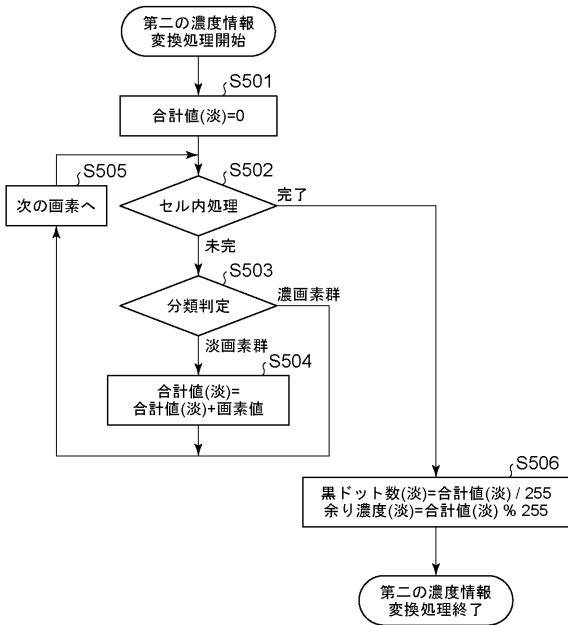 第二の濃度情報
変換処理開始
S501
合計値(淡)=0
S505
次の画素へ
S502
セル内処理
完了
未完
S503
分類判定
濃画素群
淡画素群
S504
合計値(淡)=
合計値(淡)+画素値
S506
黒ドット数(淡)=合計値(淡) / 255
余り濃度(淡)=合計値(淡) % 255
第二の濃度情報
変換処理終了